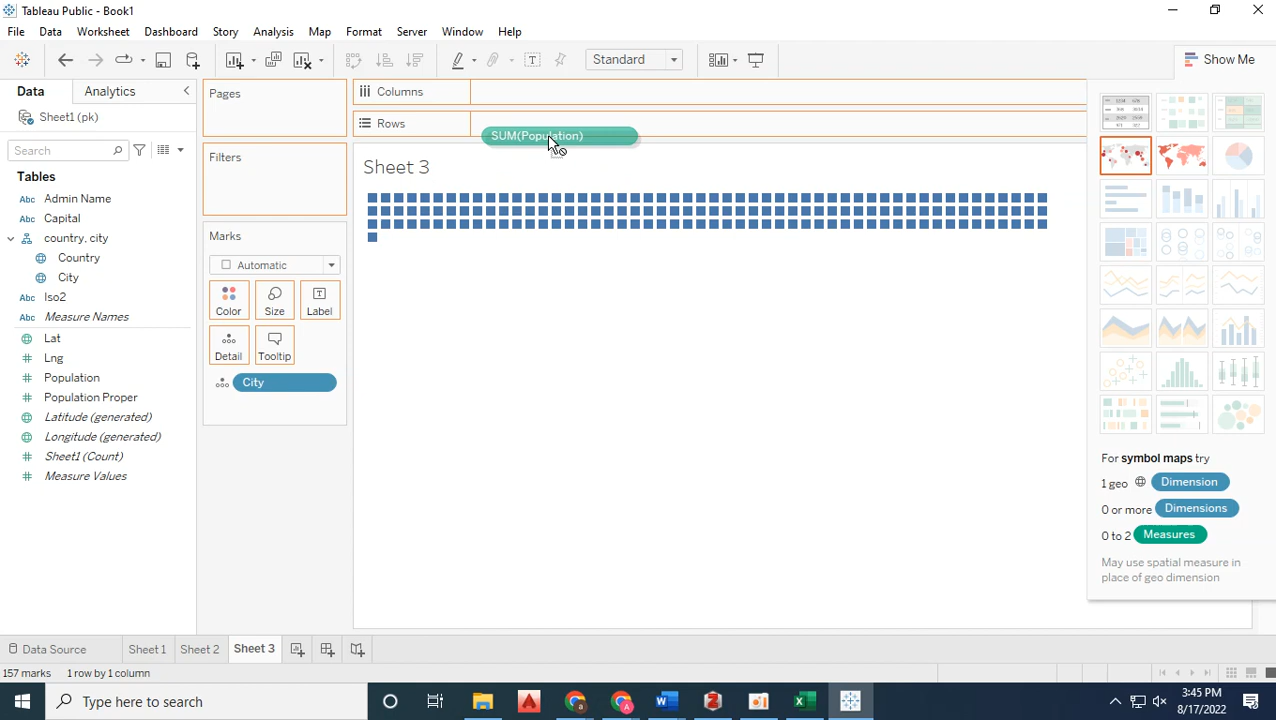 Tableau Public - Book1
File Data Worksheet Dashboard Story Analysis Map Format Server Window Help
Standard
Show Me
Data Analytics
Sheet1 (pk)
Search
Tables
Abc Admin Name
Abc Capital
country, city
Country
City
Abc Iso2
Abc Measure Names
Lat
# Lng
# Population
# Population Proper
Latitude (generated)
Longitude (generated)
# Sheet1 (Count)
# Measure Values
Pages
Filters
Marks
Automatic
Color Size Label
Detail Tooltip
City
Columns
Rows
SUM(Population)
Sheet 3
For symbol maps try
1 geo Dimension
0 or more Dimensions
0 to 2 Measures
May use spatial measure in
place of geo dimension
Data Source Sheet 1 Sheet 2 Sheet 3
157 marks 1 row by 1 column
Type here to search
3:45 PM
8/17/2022